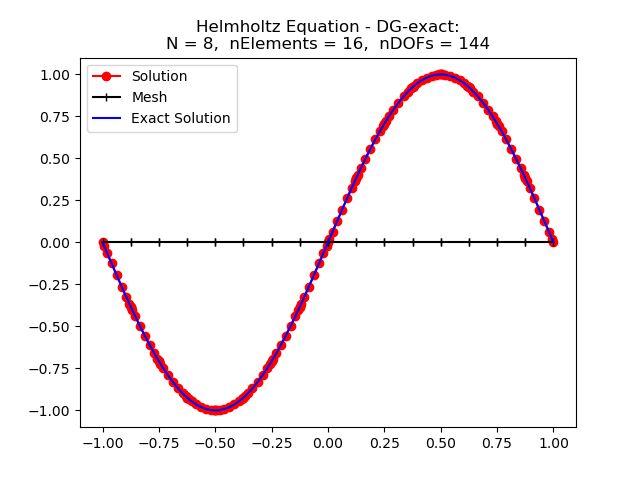 Helmholtz Equation - DG-exact:
N = 8,  nElements = 16,  nDOFs = 144
Solution
Mesh
Exact Solution
1.00
0.75
0.50
0.25
0.00
−0.25
−0.50
−0.75
−1.00
−1.00 −0.75 −0.50 −0.25 0.00 0.25 0.50 0.75 1.00